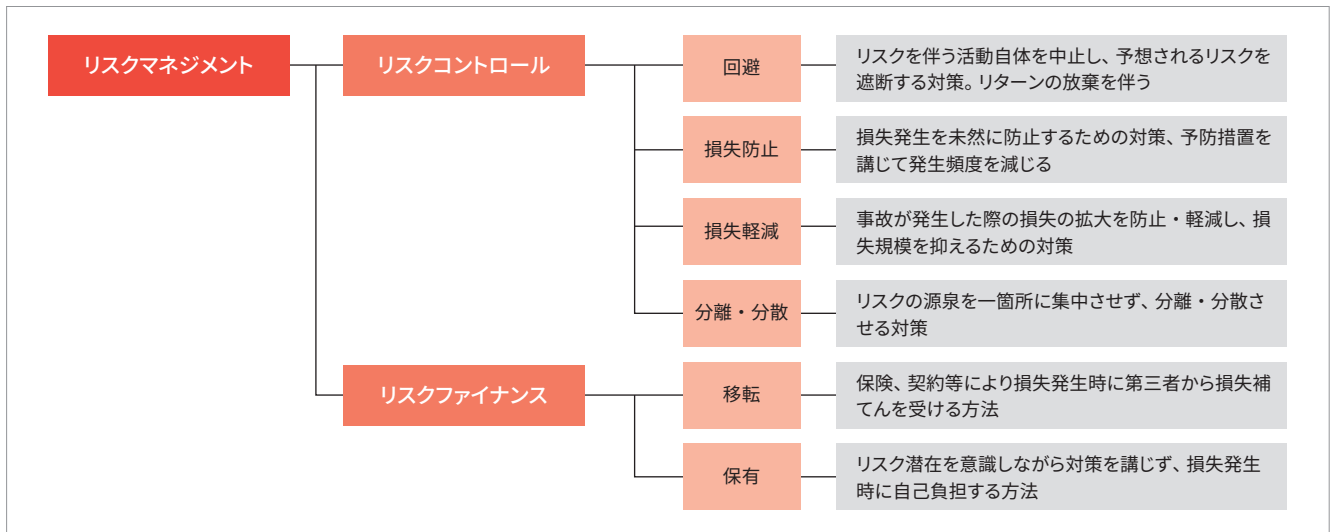 リスクマネジメント
リスクコントロール
回避
リスクを伴う活動自体を中止し、予想されるリスクを
遮断する対策。リターンの放棄を伴う
損失防止
損失発生を未然に防止するための対策、予防措置を
講じて発生頻度を減じる
損失軽減
事故が発生した際の損失の拡大を防止・軽減し、損
失規模を抑えるための対策
分離・分散
リスクの源泉を一箇所に集中させず、分離・分散さ
せる対策
リスクファイナンス
移転
保険、契約等により損失発生時に第三者から損失補
てんを受ける方法
保有
リスク潜在を意識しながら対策を講じず、損失発生
時に自己負担する方法